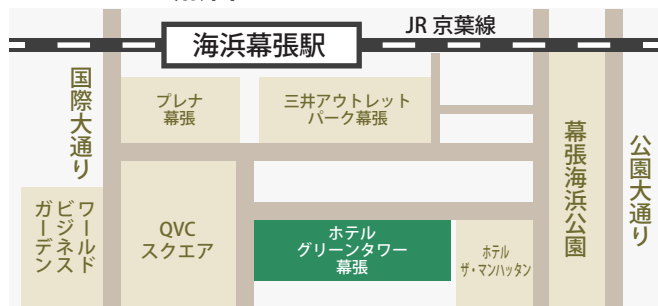 JR 京葉線
海浜幕張駅
国際大通り
プレナ
幕張
三井アウトレット
パーク幕張
幕張海浜公園
公園大通り
ワールド
ビジネス
ガーデン
QVC
スクエア
ホテル
グリーンタワー
幕張
ホテル
ザ・マンハッタン